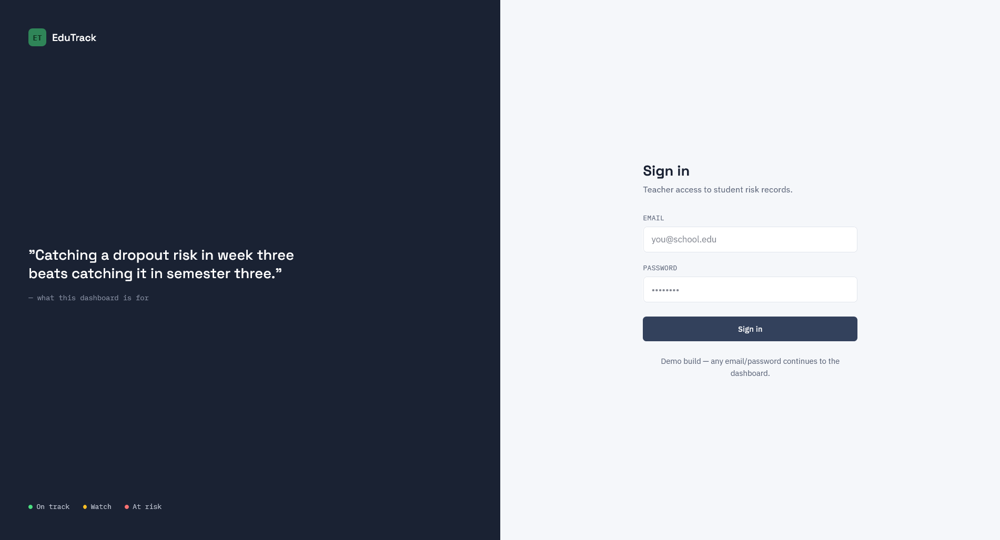 ET EduTrack
”Catching a dropout risk in week three
beats catching it in semester three.”
— what this dashboard is for
On track Watch At risk
Sign in
Teacher access to student risk records.
EMAIL
you@school.edu
PASSWORD
••••••••
Sign in
Demo build — any email/password continues to the
dashboard.